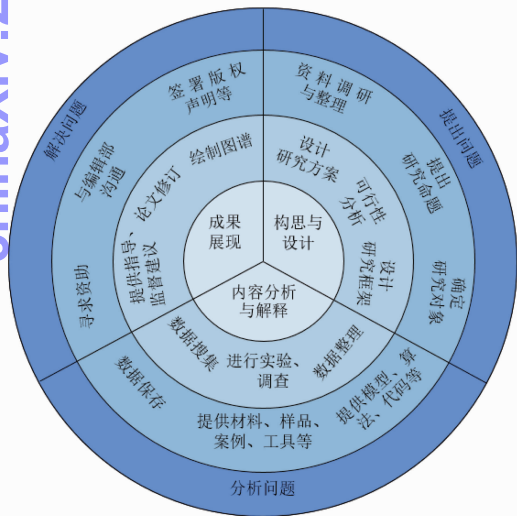 解决问题
提出问题
分析问题
签署版权
声明等
与编辑部
沟通
寻求资助
资料调研
与整理
提出
研究命题
确定
研究对象
数据保存
提供材料、样品、
案例、工具等
提供模型、算
法、代码等
绘制图谱
论文修订
提供指导、
监督建议
设计
研究方案
可行性
分析
设计
研究框架
数据搜集
进行实验、
调查
数据整理
成果
展现
构思与
设计
内容分析
与解释